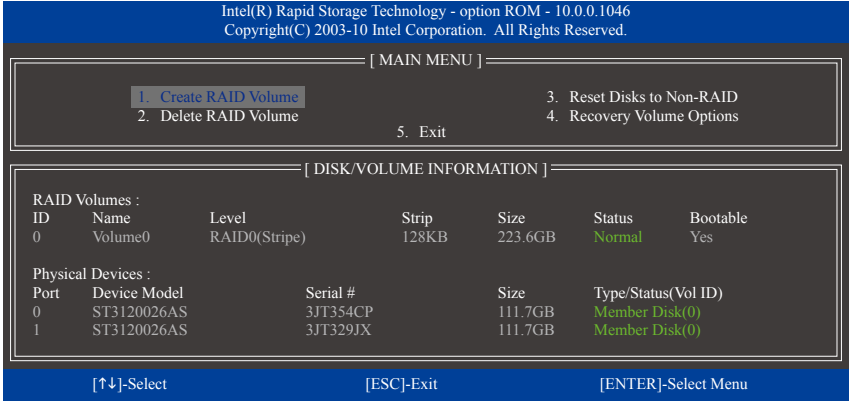 Intel(R) Rapid Storage Technology - option ROM - 10.0.0.1046
Copyright(C) 2003-10 Intel Corporation.  All Rights Reserved.
[ MAIN MENU ]
1.  Create RAID Volume  3.  Reset Disks to Non-RAID
2.  Delete RAID Volume  4.  Recovery Volume Options
5.  Exit
[ DISK/VOLUME INFORMATION ]
RAID Volumes :
ID  Name  Level  Strip  Size  Status  Bootable
0  Volume0  RAID0(Stripe)  128KB  223.6GB  Normal  Yes
Physical Devices :
Port  Device Model  Serial #  Size  Type/Status(Vol ID)
0  ST3120026AS  3JT354CP  111.7GB  Member Disk(0)
1  ST3120026AS  3JT329JX  111.7GB  Member Disk(0)
[↑↓]-Select  [ESC]-Exit  [ENTER]-Select Menu